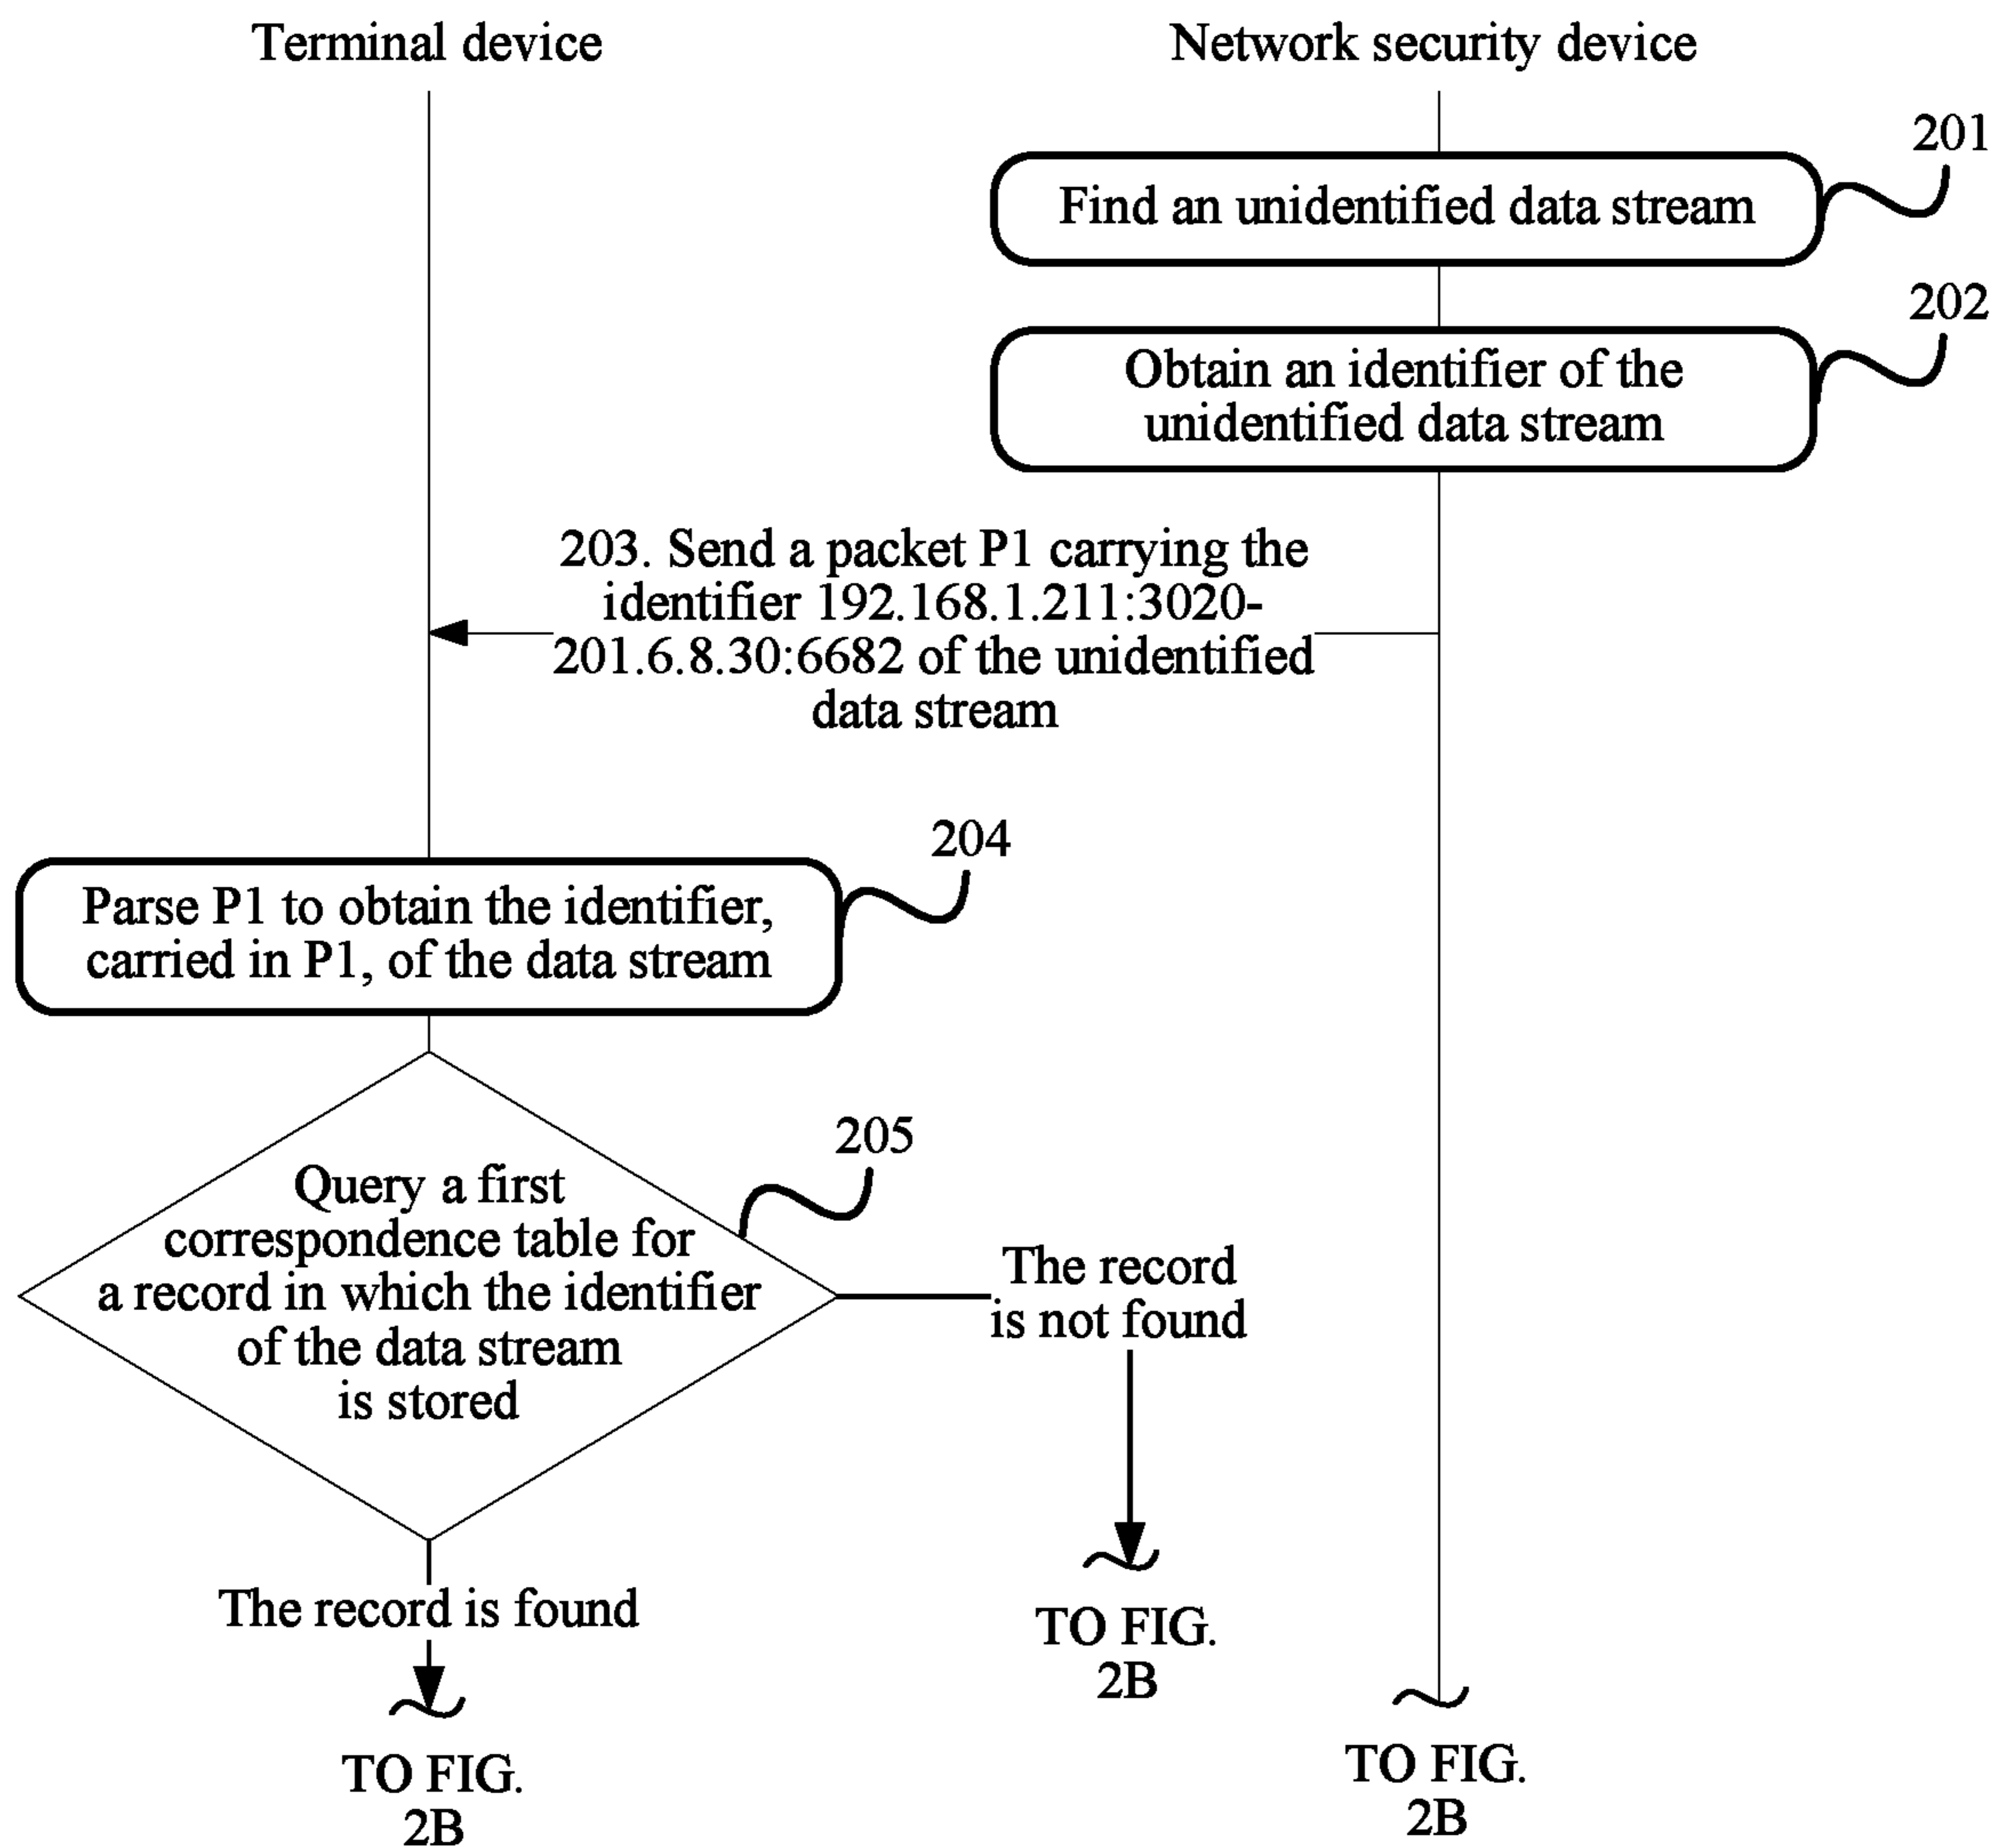 Terminal device
Network security device
201
Find an unidentified data stream
202
Obtain an identifier of the
unidentified data stream
203. Send a packet P1 carrying the
identifier 192.168.1.211:3020-
201.6.8.30:6682 of the unidentified
data stream
204
Parse P1 to obtain the identifier,
carried in P1, of the data stream
205
Query a first
correspondence table for
a record in which the identifier
of the data stream
is stored
The record
is not found
The record is found
TO FIG.
2B
TO FIG.
2B
TO FIG.
2B